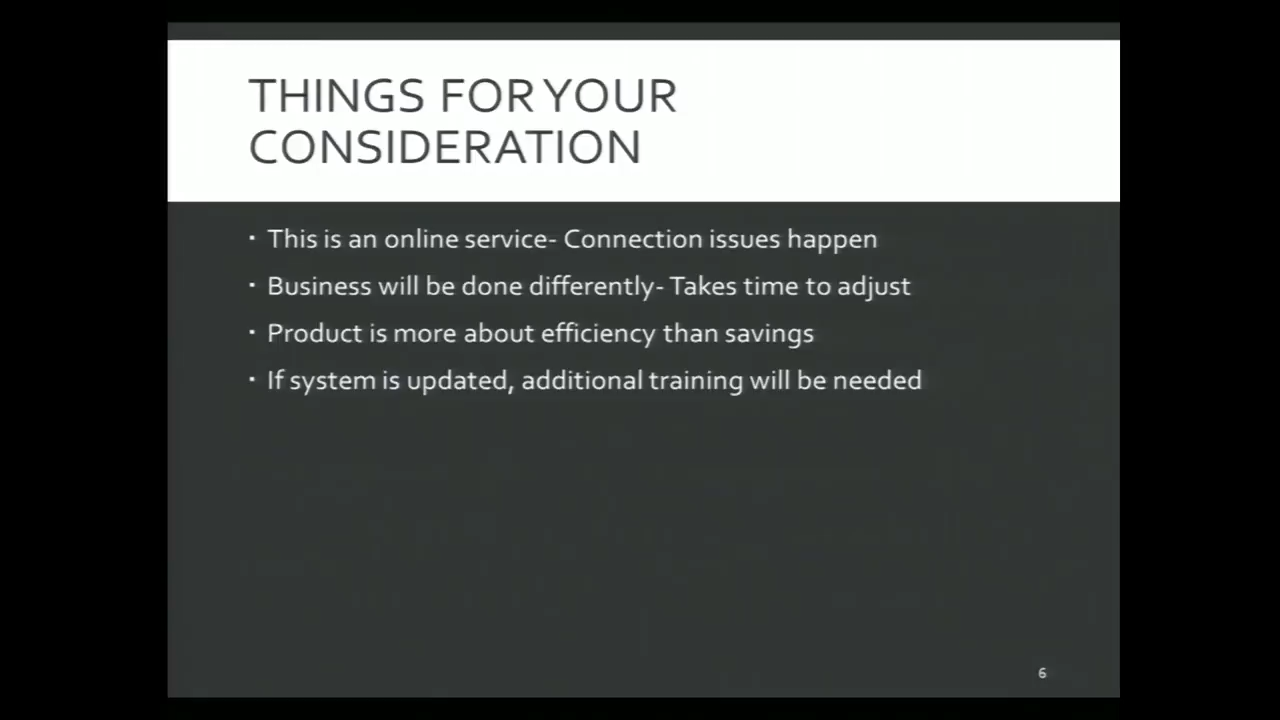 THINGS FOR YOUR
CONSIDERATION
▪ This is an online service- Connection issues happen
▪ Business will be done differently- Takes time to adjust
▪ Product is more about efficiency than savings
▪ If system is updated, additional training will be needed
6